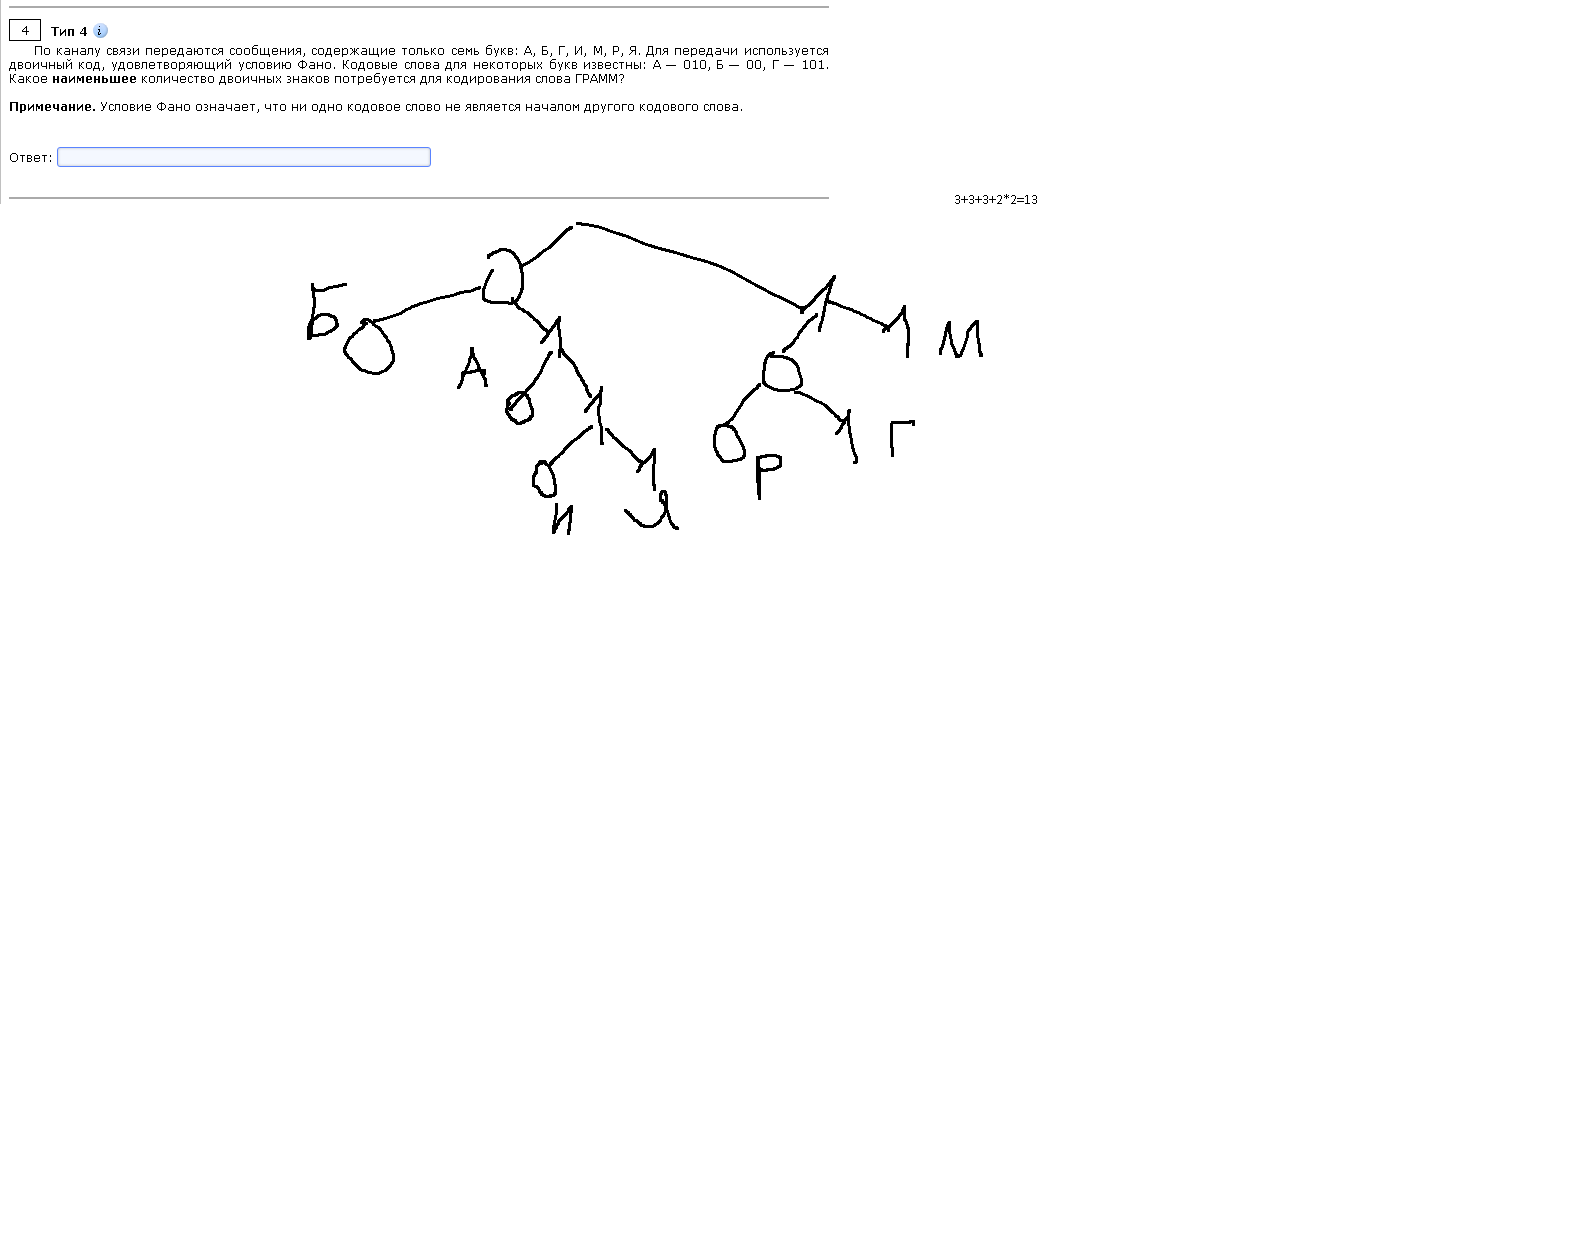 4 Тип 4 i
По каналу связи передаются сообщения, содержащие только семь букв: А, Б, Г, И, М, Р, Я. Для передачи используется
двоичный код, удовлетворяющий условию Фано. Кодовые слова для некоторых букв известны: А — 010, Б — 00, Г — 101.
Какое наименьшее количество двоичных знаков потребуется для кодирования слова ГРАММ?
Примечание. Условие Фано означает, что ни одно кодовое слово не является началом другого кодового слова.
Ответ:
3+3+3+2*2=13
0 1
Б 0 1 0 1 М
А 0 1 0 Р 1 Г
0 1
И Я